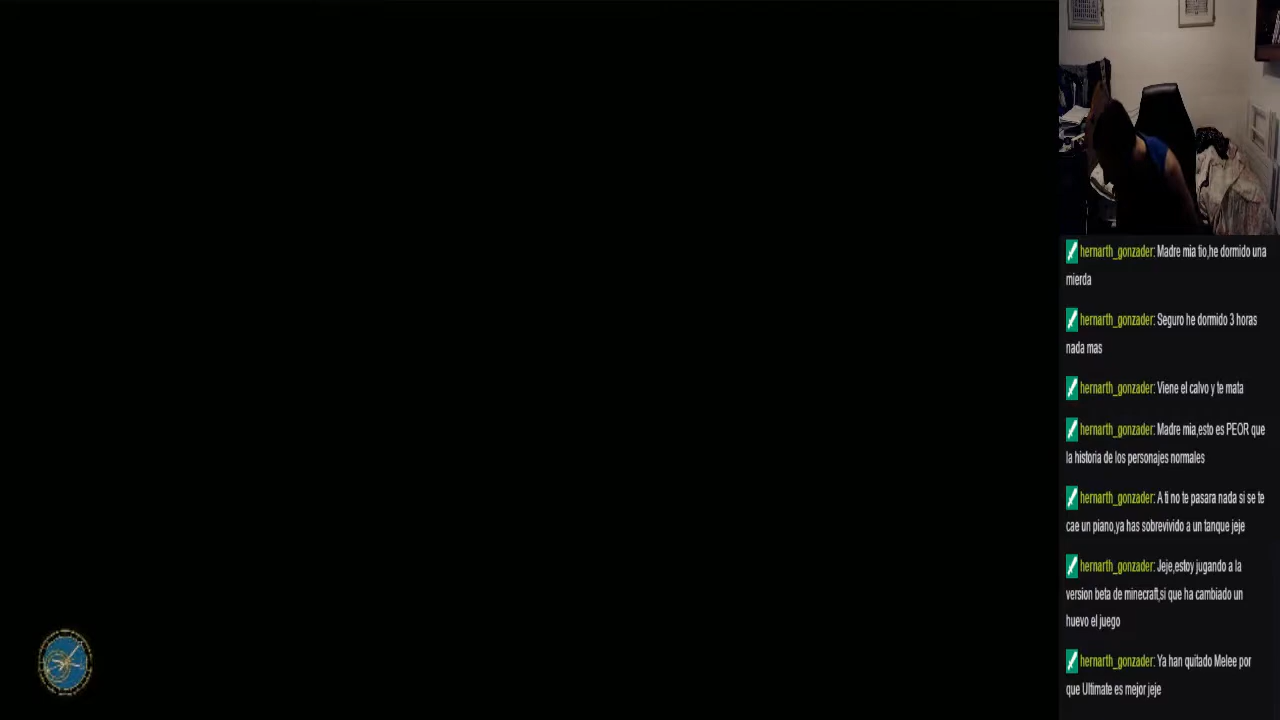 hernarth_gonzader: Madre mia fio,he dormido una
mierda
hernarth_gonzader: Seguro he dormido 3 horas
nada mas
hernarth_gonzader: Viene el calvo y te mata
hernarth_gonzader: Madre mia,esto es PEOR que
la historia de los personajes normales
hernarth_gonzader: A ti no te pasara nada si se te
cae un piano,ya has sobrevivido a un tanque jeje
hernarth_gonzader: Jeje,estoy jugando a la
version beta de minecraft,si que ha cambiado un
huevo el juego
hernarth_gonzader: Ya han quitado Melee por
que Ultimate es mejor jeje